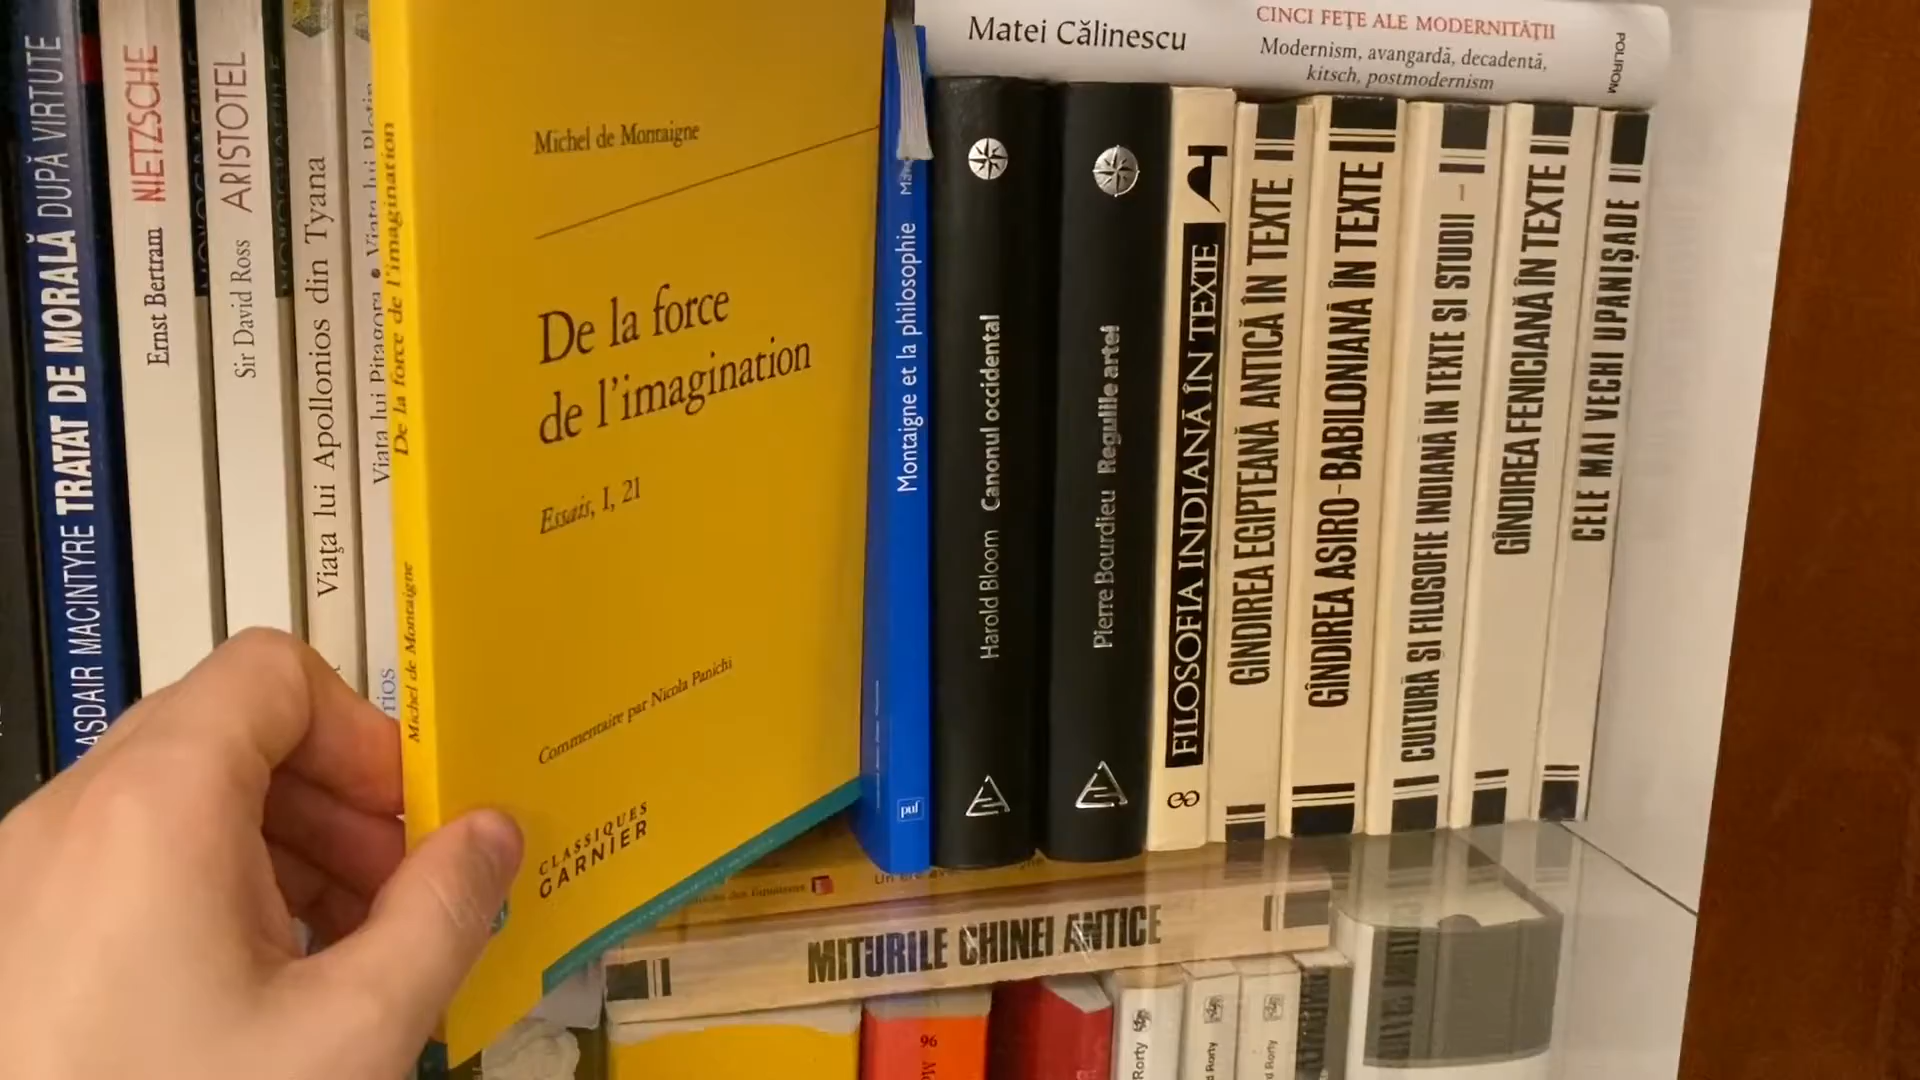 ASDAIR MACINTYRE TRATAT DE MORALĂ DUPĂ VIRTUTE
Ernst Bertram NIETZSCHE
Sir David Ross ARISTOTEL
Viața lui Apollonios din Tyana
Viața lui Pitagora • Viața lui Plotin
rios
Michel de Montaigne De la force de l'imagination
Michel de Montaigne
De la force
de l'imagination
Essais, I, 21
Commentaire par Nicola Panichi
CLASSIQUES
GARNIER
Montaigne et la philosophie
puf
Matei Călinescu
CINCI FEȚE ALE MODERNITĂȚII
Modernism, avangardă, decadență,
kitsch, postmodernism
POLIROM
Harold Bloom Canonul occidental
Pierre Bourdieu Regulile artei
FILOSOFIA INDIANĂ ÎN TEXTE
GÎNDIREA EGIPTEANĂ ANTICĂ ÎN TEXTE
GÎNDIREA ASIRO-BABILONIANĂ ÎN TEXTE
CULTURĂ ȘI FILOSOFIE INDIANĂ ÎN TEXTE ȘI STUDII - I
GÎNDIREA FENICIANĂ ÎN TEXTE
CELE MAI VECHI UPANIȘADE
MITURILE CHINEI ANTICE
96
Rorty
d Rorty
d Rorty